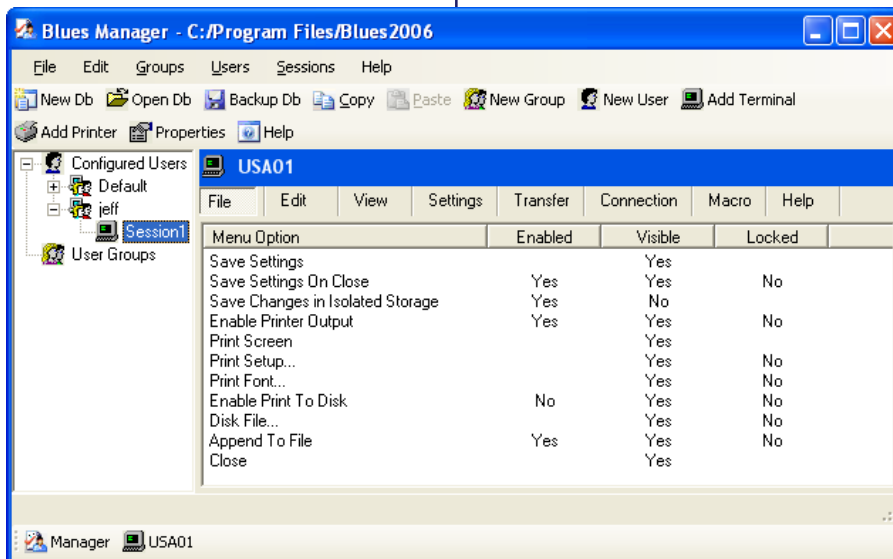 Blues Manager - C:/Program Files/Blues2006
File Edit Groups Users Sessions Help
New Db Open Db Backup Db Copy Paste New Group New User Add Terminal
Add Printer Properties Help
Configured Users
Default
jeff
Session1
User Groups
USA01
File Edit View Settings Transfer Connection Macro Help
Menu Option Enabled Visible Locked
Save Settings Yes
Save Settings On Close Yes Yes No
Save Changes in Isolated Storage Yes No
Enable Printer Output Yes Yes No
Print Screen Yes
Print Setup... Yes No
Print Font... Yes No
Enable Print To Disk No Yes No
Disk File... Yes No
Append To File Yes Yes No
Close Yes
Manager USA01